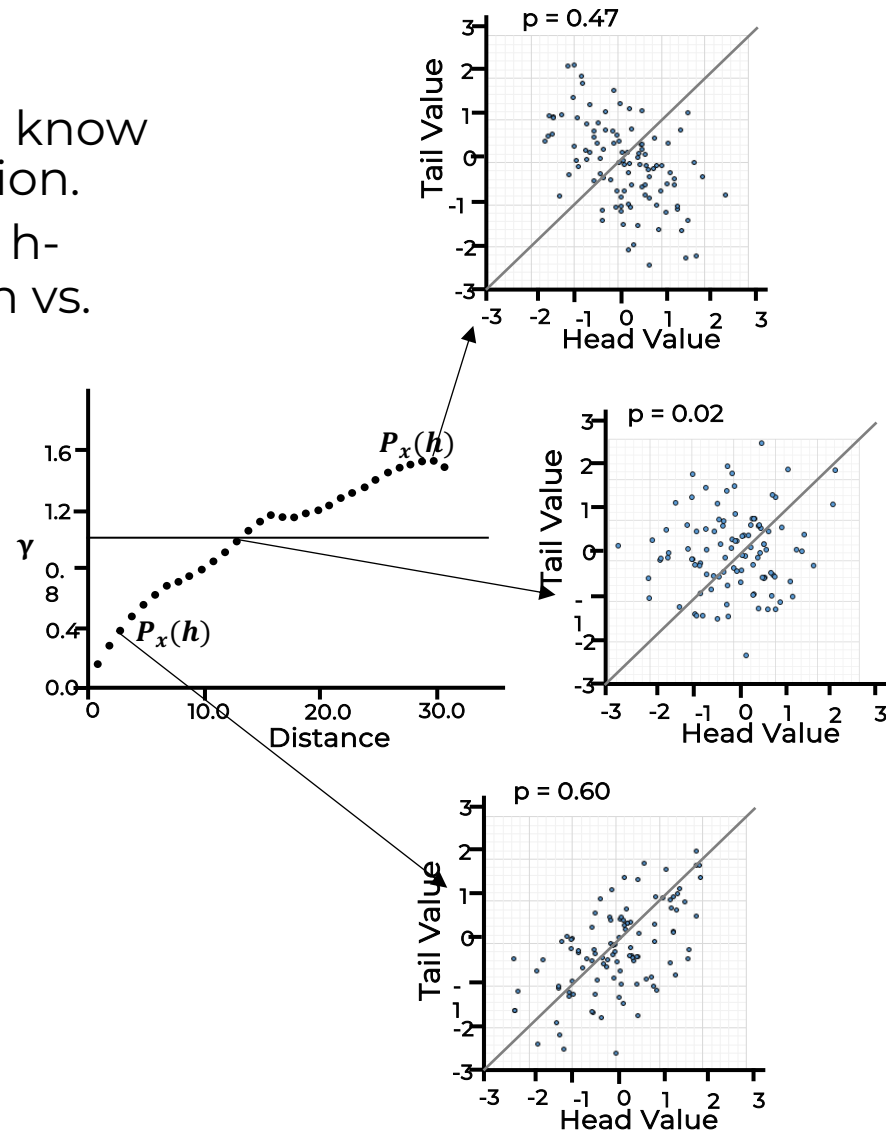 know
ion.
h-
n vs.
p = 0.47
Tail Value
3
2
1
0
-1
-2
-3
-3 -2 -1 0 1 2 3
Head Value
γ
1.6
1.2
0.
8
0.4
0.0
P_x(h)
P_x(h)
0 10.0 20.0 30.0
Distance
p = 0.02
Tail Value
3
2
1
0
-
1
-2
-3
-3 -2 -1 0 1 2 3
Head Value
p = 0.60
Tail Value
3
2
1
0
-
1
-2
-3
-3 -2 -1 0 1 2 3
Head Value